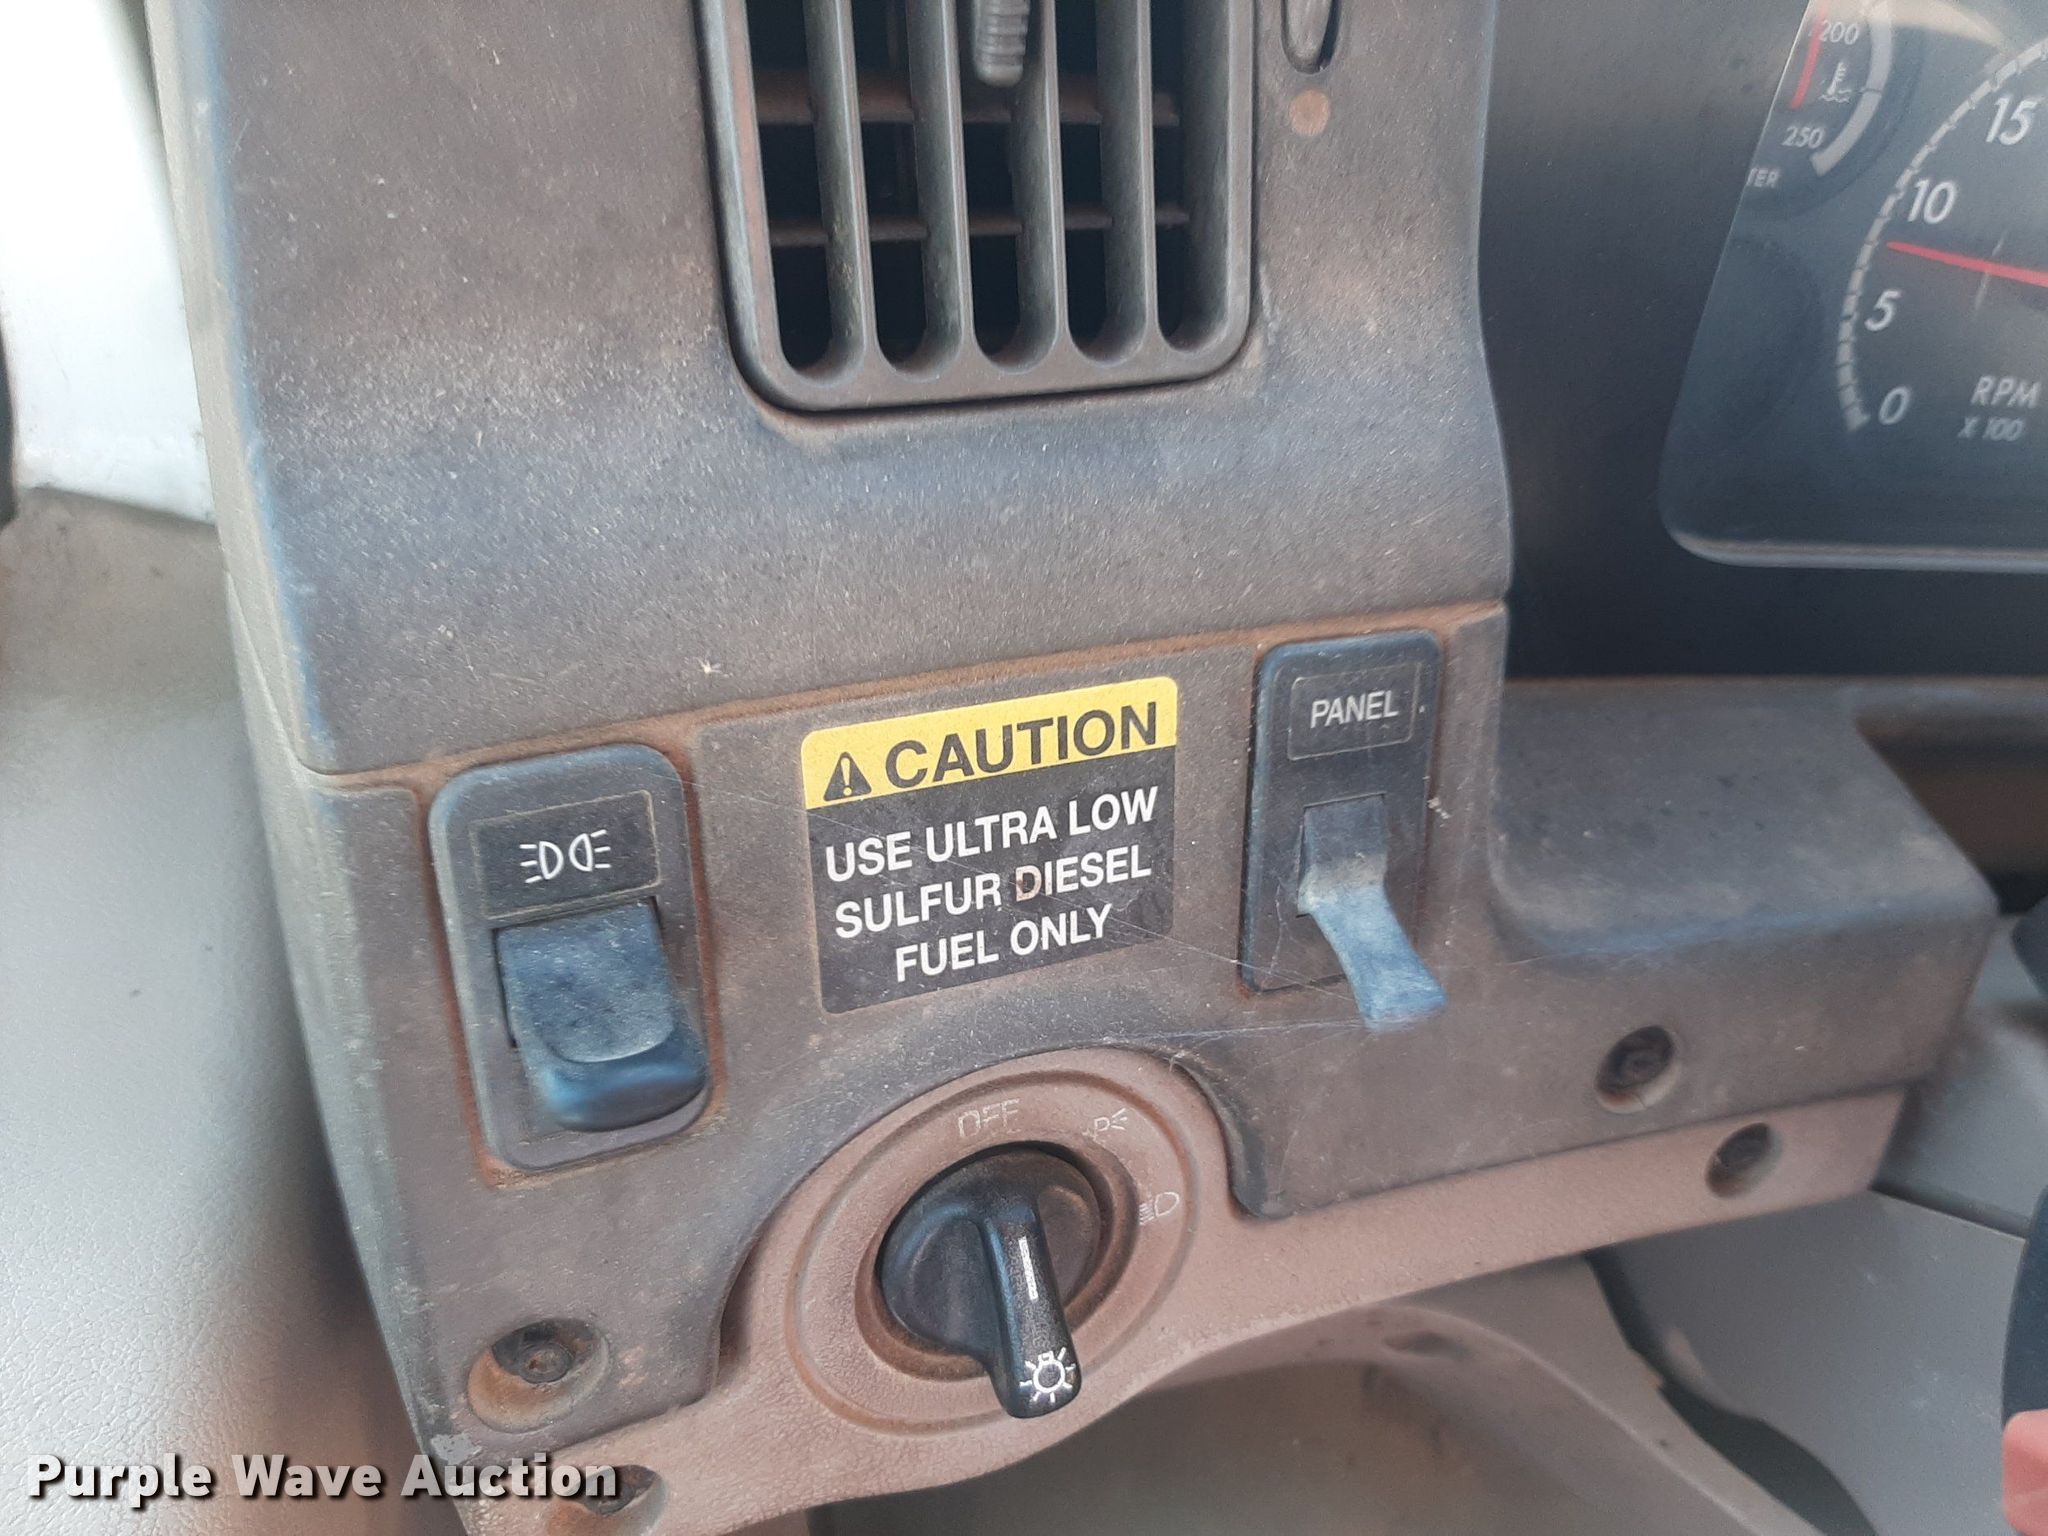 200
250
TER
15
10
5
0
RPM
X 100
PANEL
CAUTION
USE ULTRA LOW
SULFUR DIESEL
FUEL ONLY
OFF
Purple Wave Auction